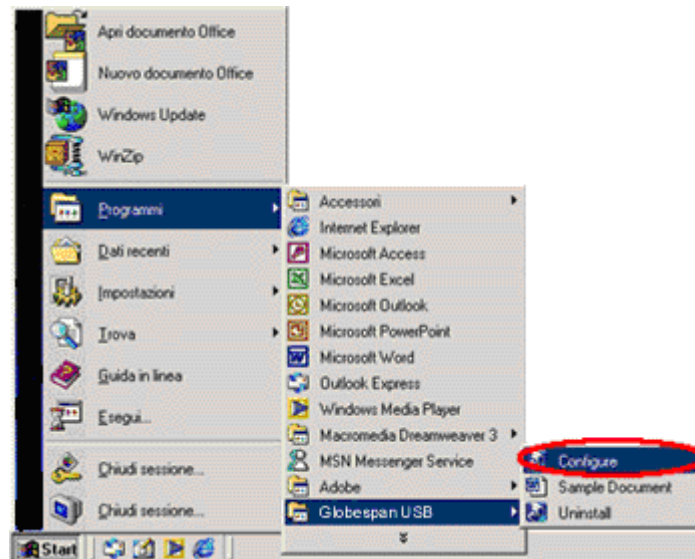 Apri documento Office
Nuovo documento Office
Windows Update
WinZip
Programmi
Dati recenti
Impostazioni
Trova
Guida in linea
Esegui...
Chiudi sessione...
Chiudi sessione...
Start
Accessori
Internet Explorer
Microsoft Access
Microsoft Excel
Microsoft Outlook
Microsoft PowerPoint
Microsoft Word
Outlook Express
Windows Media Player
Macromedia Dreamweaver 3
MSN Messenger Service
Adobe
Globespan USB
Configure
Sample Document
Uninstall